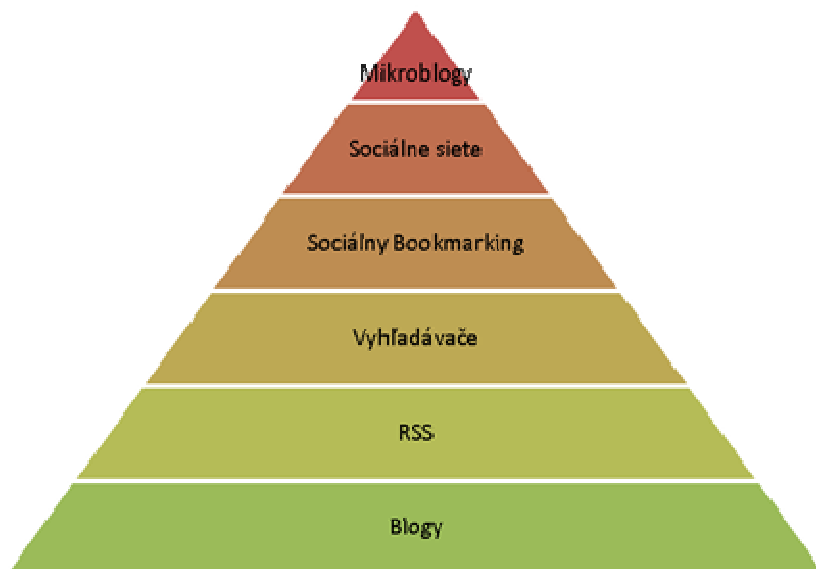 Mikroblogy
Sociálne siete
Sociálny Bookmarking
Vyhľadávače
RSS
Blogy